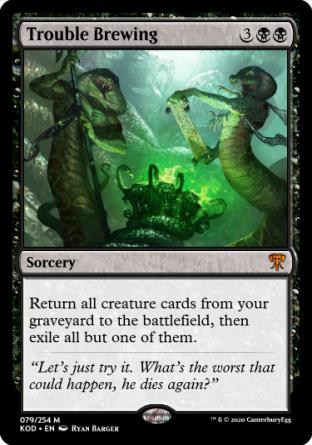 Trouble Brewing 3
Sorcery
Return all creature cards from your
graveyard to the battlefield, then
exile all but one of them.
“Let’s just try it. What’s the worst that
could happen, he dies again?”
079/254 M
KOD • EN RYAN BARGER
™ & © 2020 CanterburyEgg